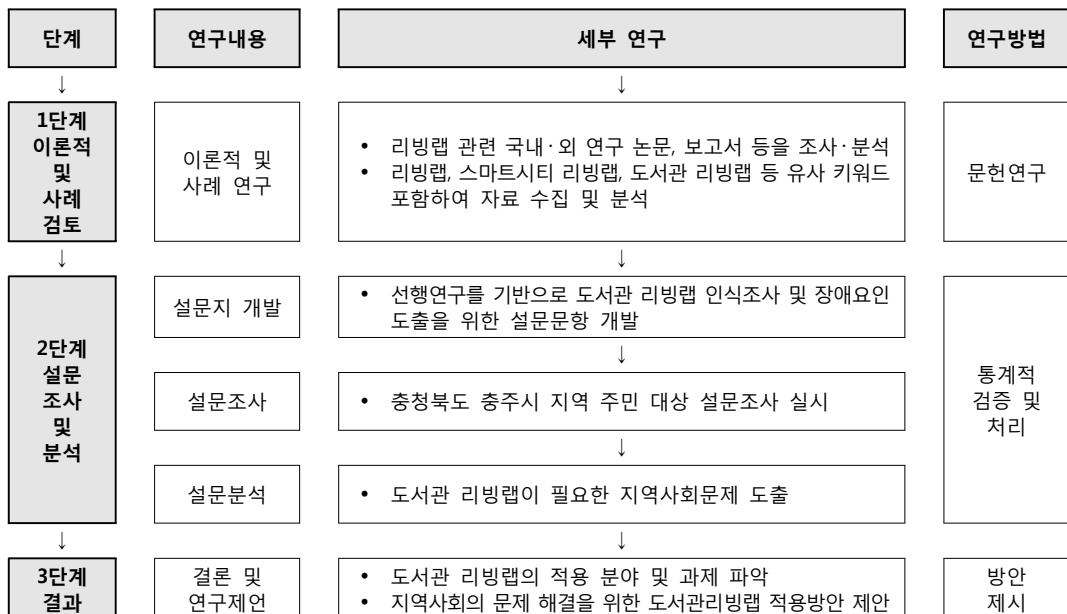 단계
연구내용
세부 연구
연구방법
↓
↓
1단계
이론적
및
사례
검토
이론적 및
사례 연구
• 리빙랩 관련 국내·외 연구 논문, 보고서 등을 조사·분석
• 리빙랩, 스마트시티 리빙랩, 도서관 리빙랩 등 유사 키워드
포함하여 자료 수집 및 분석
문헌연구
↓
↓
2단계
설문
조사
및
분석
설문지 개발
• 선행연구를 기반으로 도서관 리빙랩 인식조사 및 장애요인
도출을 위한 설문문항 개발
↓
설문조사
• 충청북도 충주시 지역 주민 대상 설문조사 실시
↓
설문분석
• 도서관 리빙랩이 필요한 지역사회문제 도출
통계적
검증 및
처리
↓
↓
3단계
결과
결론 및
연구제언
• 도서관 리빙랩의 적용 분야 및 과제 파악
• 지역사회의 문제 해결을 위한 도서관리빙랩 적용방안 제안
방안
제시